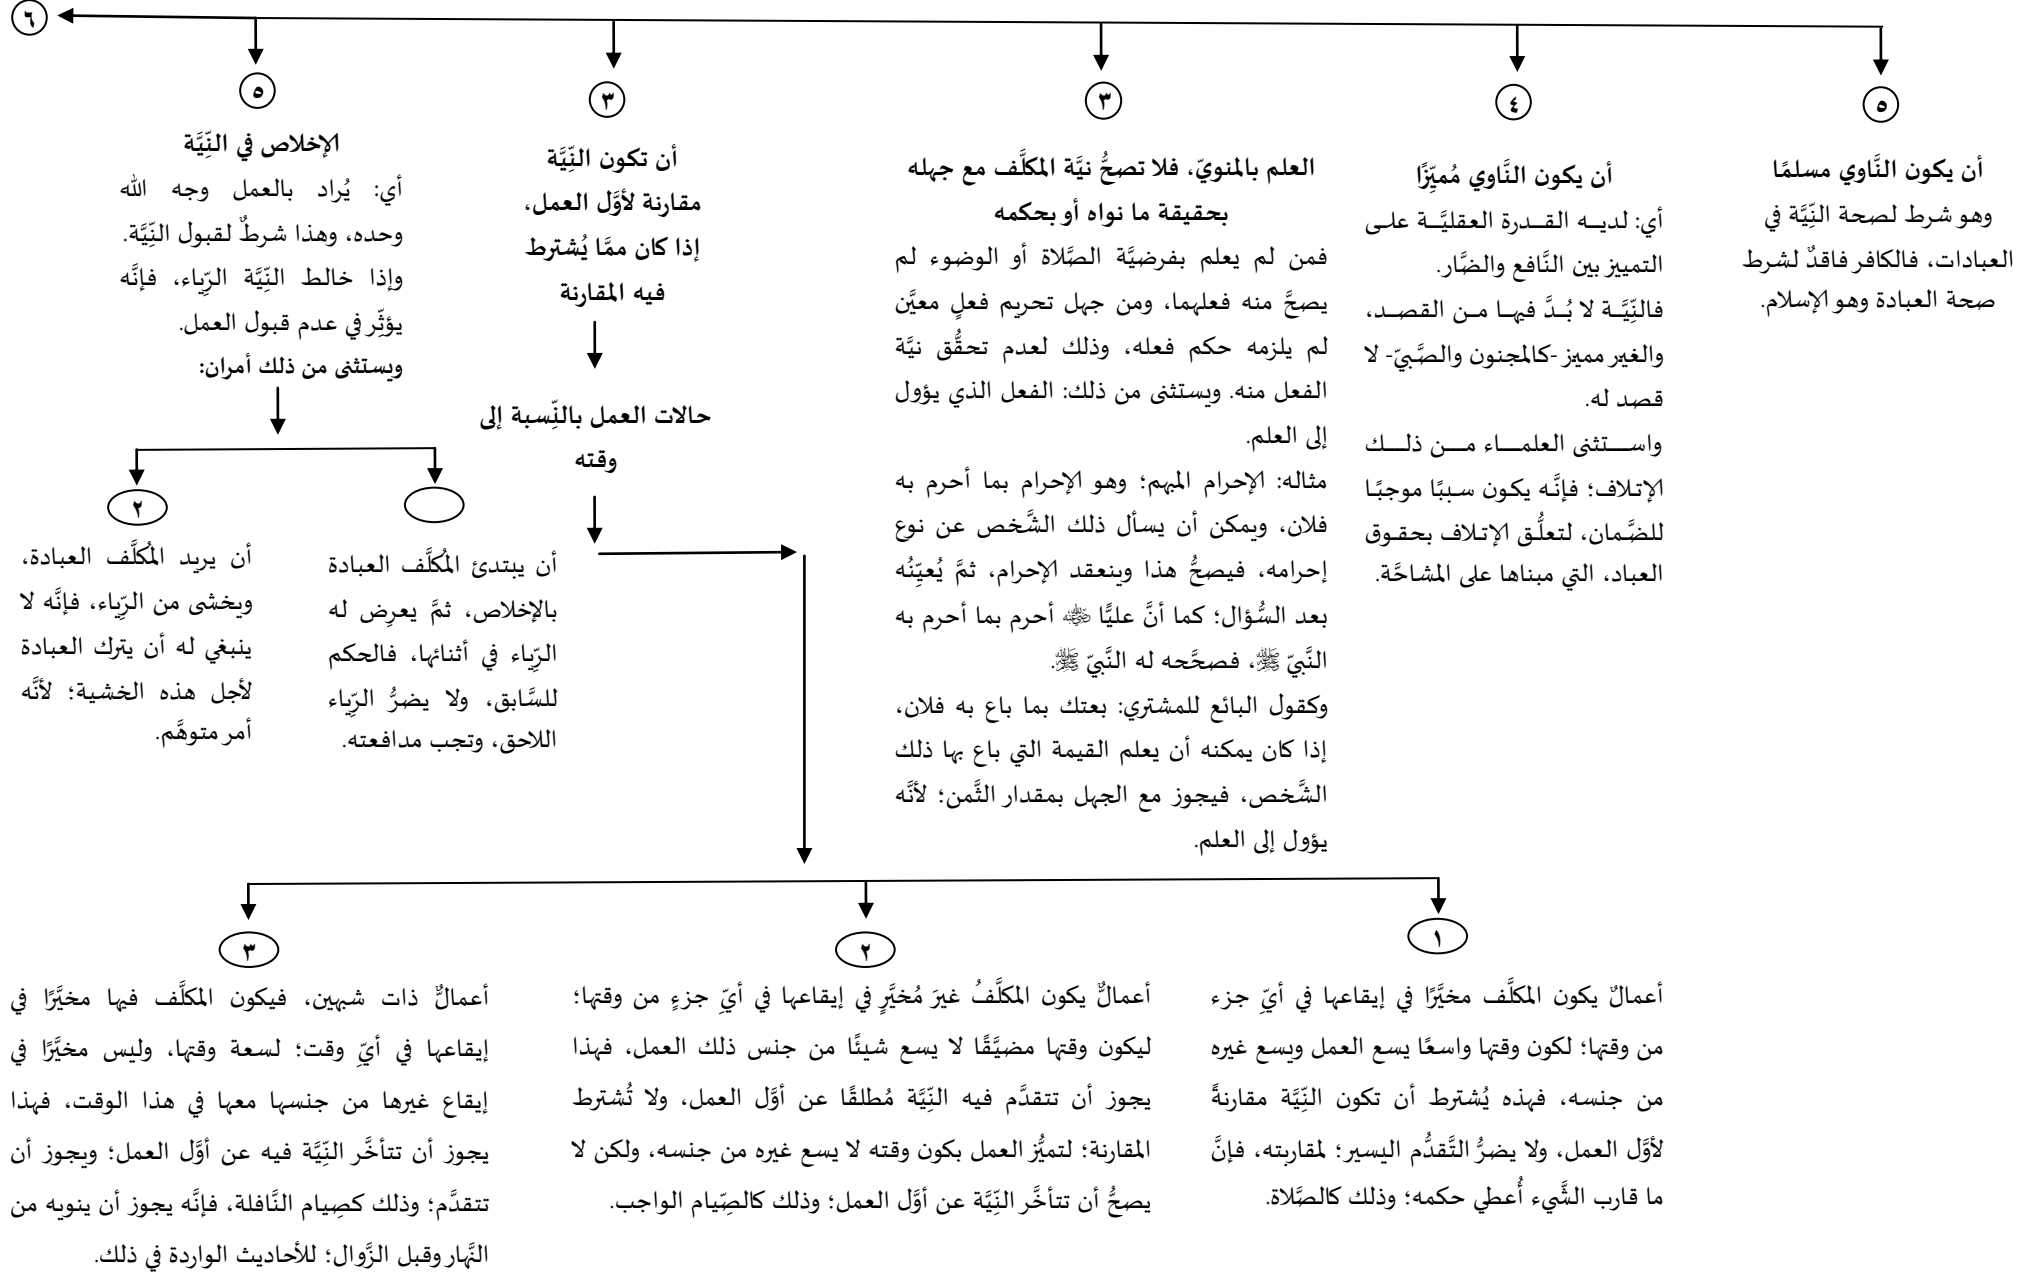 ٥
أن يكون النَّاوي مسلمًا
وهو شرط لصحة النِّيَّة في
العبادات، فالكافر فاقدٌ لشرط
صحة العبادة وهو الإسلام.
٤
أن يكون النَّاوي مُميِّزًا
أي: لديه القدرة العقليَّة على
التمييز بين النَّافع والضَّار.
فالنِّيَّة لا بُدَّ فيها من القصد،
والغير مميز -كالمجنون والصَّبيّ- لا
قصد له.
واستثنى العلماء من ذلك
الإتلاف؛ فإنَّه يكون سببًا موجبًا
للضَّمان، لتعلُّق الإتلاف بحقوق
العباد، التي مبناها على المشاحَّة.
٣
العلم بالمنويّ، فلا تصحُّ نيَّة المكلَّف مع جهله
بحقيقة ما نواه أو بحكمه
فمن لم يعلم بفرضيَّة الصَّلاة أو الوضوء لم
يصحَّ منه فعلهما، ومن جهل تحريم فعلٍ معيَّن
لم يلزمه حكم فعله، وذلك لعدم تحقُّق نيَّة
الفعل منه. ويستثنى من ذلك: الفعل الذي يؤول
إلى العلم.
مثاله: الإحرام المبهم؛ وهو الإحرام بما أحرم به
فلان، ويمكن أن يسأل ذلك الشَّخص عن نوع
إحرامه، فيصحُّ هذا وينعقد الإحرام، ثمَّ يُعيِّنُه
بعد السُّؤال؛ كما أنَّ عليًّا رضي الله عنه أحرم بما أحرم به
النَّبيّ ﷺ، فصحَّحه له النَّبيّ ﷺ.
وكقول البائع للمشتري: بعتك بما باع به فلان،
إذا كان يمكنه أن يعلم القيمة التي باع بها ذلك
الشَّخص، فيجوز مع الجهل بمقدار الثَّمن؛ لأنَّه
يؤول إلى العلم.
٣
أن تكون النِّيَّة
مقارنة لأوَّل العمل،
إذا كان ممَّا يُشترط
فيه المقارنة
حالات العمل بالنِّسبة إلى
وقته
٥
الإخلاص في النِّيَّة
أي: يُراد بالعمل وجه الله
وحده، وهذا شرطٌ لقبول النِّيَّة.
وإذا خالط النِّيَّة الرِّياء، فإنَّه
يؤثِّر في عدم قبول العمل.
ويستثنى من ذلك أمران:
أن يبتدئ المُكلَّف العبادة
بالإخلاص، ثمَّ يعرِض له
الرِّياء في أثنائها، فالحكم
للسَّابق، ولا يضرُّ الرِّياء
اللاحق، وتجب مدافعته.
٢
أن يريد المُكلَّف العبادة،
ويخشى من الرِّياء، فإنَّه لا
ينبغي له أن يترك العبادة
لأجل هذه الخشية؛ لأنَّه
أمر متوهَّم.
٦
١
أعمالٌ يكون المكلَّف مخيَّرًا في إيقاعها في أيِّ جزء
من وقتها؛ لكون وقتها واسعًا يسع العمل ويسع غيره
من جنسه، فهذه يُشترط أن تكون النِّيَّة مقارنةً
لأوَّل العمل، ولا يضرُّ التَّقدُّم اليسير؛ لمقاربته، فإنَّ
ما قارب الشَّيء أُعطي حكمه؛ وذلك كالصَّلاة.
٢
أعمالٌ يكون المكلَّفُ غيرَ مُخيَّرٍ في إيقاعها في أيِّ جزءٍ من وقتها؛
ليكون وقتها مضيَّقًا لا يسع شيئًا من جنس ذلك العمل، فهذا
يجوز أن تتقدَّم فيه النِّيَّة مُطلقًا عن أوَّل العمل، ولا تُشترط
المقارنة؛ لتميُّز العمل بكون وقته لا يسع غيره من جنسه، ولكن لا
يصحُّ أن تتأخَّر النِّيَّة عن أوَّل العمل؛ وذلك كالصِّيام الواجب.
٣
أعمالٌ ذات شبهين، فيكون المكلَّف فيها مخيَّرًا في
إيقاعها في أيِّ وقت؛ لسعة وقتها، وليس مخيَّرًا في
إيقاع غيرها من جنسها معها في هذا الوقت، فهذا
يجوز أن تتأخَّر النِّيَّة فيه عن أوَّل العمل؛ ويجوز أن
تتقدَّم؛ وذلك كصِيام النَّافلة، فإنَّه يجوز أن ينويه من
النَّهار وقبل الزَّوال؛ للأحاديث الواردة في ذلك.